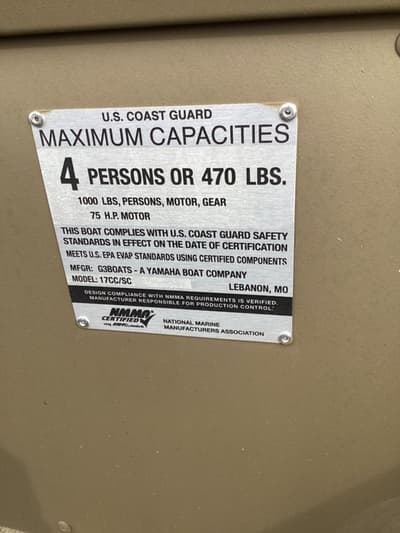 U.S. COAST GUARD
MAXIMUM CAPACITIES
4 PERSONS OR 470 LBS.
1000 LBS, PERSONS, MOTOR, GEAR
75 H.P. MOTOR
THIS BOAT COMPLIES WITH U.S. COAST GUARD SAFETY
STANDARDS IN EFFECT ON THE DATE OF CERTIFICATION
MEETS U.S. EPA EVAP STANDARDS USING CERTIFIED COMPONENTS
MFGR: G3BOATS - A YAMAHA BOAT COMPANY
MODEL: 17CC/SC LEBANON, MO
DESIGN COMPLIANCE WITH NMMA REQUIREMENTS IS VERIFIED.
MANUFACTURER RESPONSIBLE FOR PRODUCTION CONTROL.
NMMA
CERTIFIED
NATIONAL MARINE
MANUFACTURERS ASSOCIATION